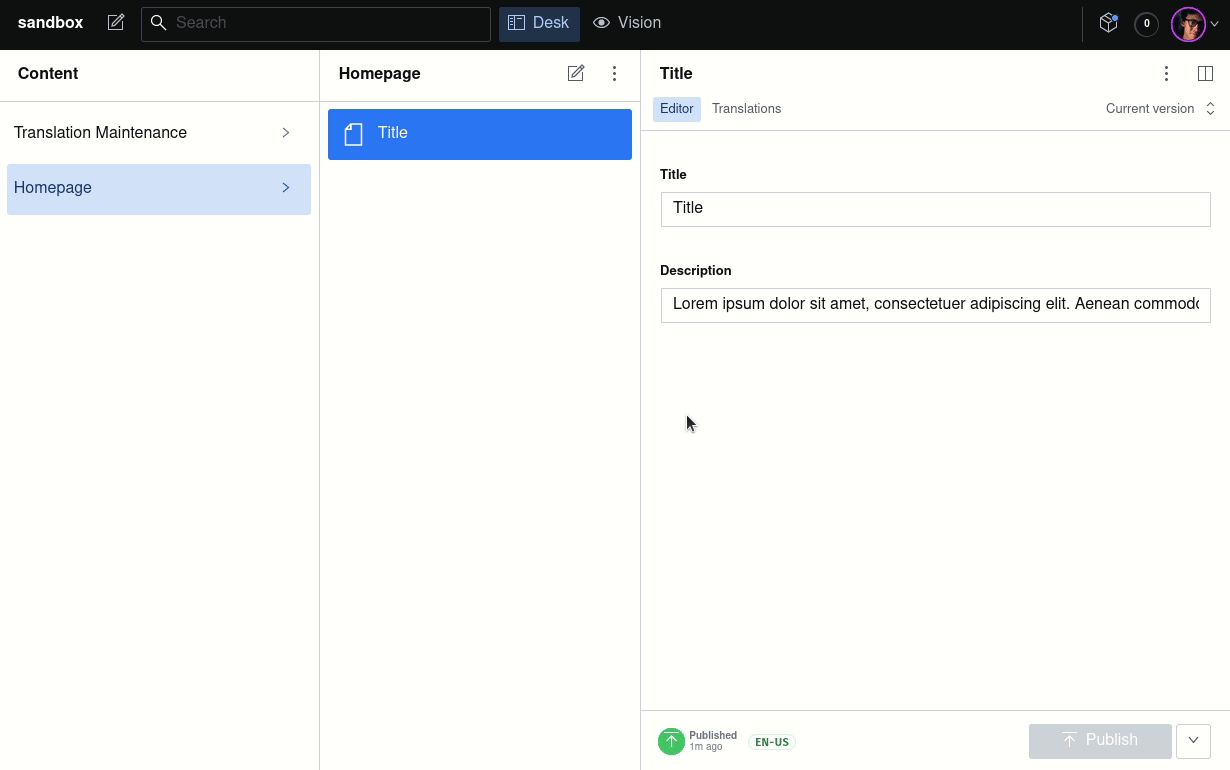 sandbox
Search
Desk
Vision
0
Content
Translation Maintenance
Homepage
Homepage
Title
Title
Editor
Translations
Current version
Title
Title
Description
Lorem ipsum dolor sit amet, consectetuer adipiscing elit. Aenean commodo
Published
1m ago
EN-US
Publish